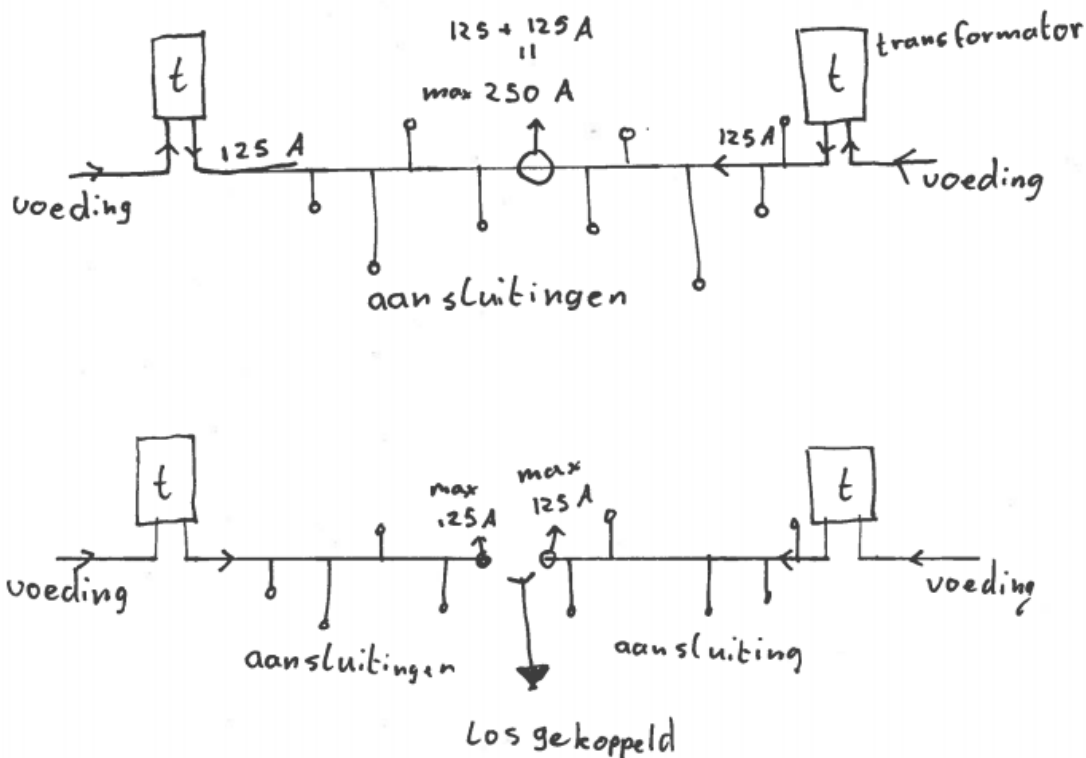 125 + 125 A
=
max 250 A
t
t
transformator
125 A
125 A
voeding
voeding
aansluitingen
t
t
max
125 A
max
125 A
voeding
voeding
aansluitingen
aansluiting
Los gekoppeld